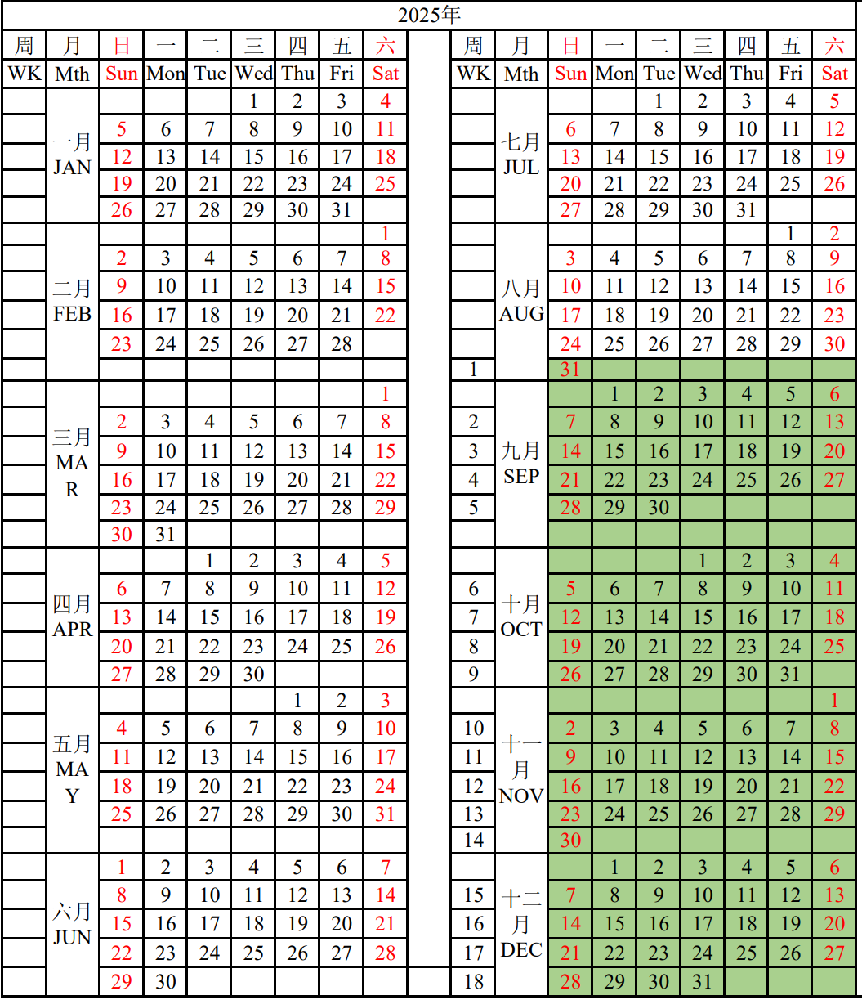 2025年
周 月 日 一 二 三 四 五 六
WK Mth Sun Mon Tue Wed Thu Fri Sat
一月
JAN
1 2 3 4
5 6 7 8 9 10 11
12 13 14 15 16 17 18
19 20 21 22 23 24 25
26 27 28 29 30 31
二月
FEB
1
2 3 4 5 6 7 8
9 10 11 12 13 14 15
16 17 18 19 20 21 22
23 24 25 26 27 28
三月
MA
R
1
2 3 4 5 6 7 8
9 10 11 12 13 14 15
16 17 18 19 20 21 22
23 24 25 26 27 28 29
30 31
四月
APR
1 2 3 4 5
6 7 8 9 10 11 12
13 14 15 16 17 18 19
20 21 22 23 24 25 26
27 28 29 30
五月
MA
Y
1 2 3
4 5 6 7 8 9 10
11 12 13 14 15 16 17
18 19 20 21 22 23 24
25 26 27 28 29 30 31
六月
JUN
1 2 3 4 5 6 7
8 9 10 11 12 13 14
15 16 17 18 19 20 21
22 23 24 25 26 27 28
29 30
周 月 日 一 二 三 四 五 六
WK Mth Sun Mon Tue Wed Thu Fri Sat
七月
JUL
1 2 3 4 5
6 7 8 9 10 11 12
13 14 15 16 17 18 19
20 21 22 23 24 25 26
27 28 29 30 31
八月
AUG
1 2
3 4 5 6 7 8 9
10 11 12 13 14 15 16
17 18 19 20 21 22 23
24 25 26 27 28 29 30
1 31
九月
SEP
1 2 3 4 5 6
2 7 8 9 10 11 12 13
3 14 15 16 17 18 19 20
4 21 22 23 24 25 26 27
5 28 29 30
十月
OCT
1 2 3 4
6 5 6 7 8 9 10 11
7 12 13 14 15 16 17 18
8 19 20 21 22 23 24 25
9 26 27 28 29 30 31
十一
月
NOV
1
10 2 3 4 5 6 7 8
11 9 10 11 12 13 14 15
12 16 17 18 19 20 21 22
13 23 24 25 26 27 28 29
14 30
十二
月
DEC
1 2 3 4 5 6
15 7 8 9 10 11 12 13
16 14 15 16 17 18 19 20
17 21 22 23 24 25 26 27
18 28 29 30 31